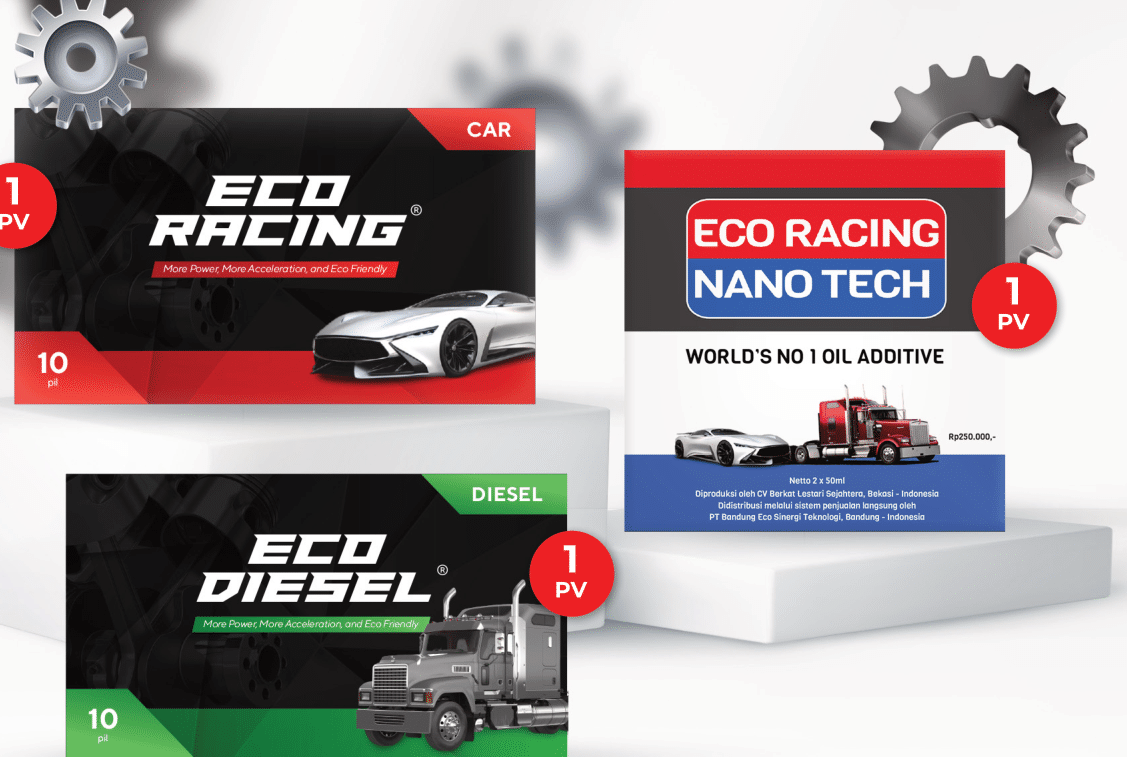 CAR
1
PV
ECO
RACING®
More Power, More Acceleration, and Eco Friendly
10
pil
ECO RACING
NANO TECH
1
PV
WORLD'S NO 1 OIL ADDITIVE
Rp250.000,-
Netto 2 x 50ml
Diproduksi oleh CV Berkat Lestari Sejahtera, Bekasi - Indonesia
Didistribusi melalui sistem penjualan langsung oleh
PT Bandung Eco Sinergi Teknologi, Bandung - Indonesia
DIESEL
ECO
DIESEL®
1
PV
More Power, More Acceleration, and Eco Friendly
10
pil